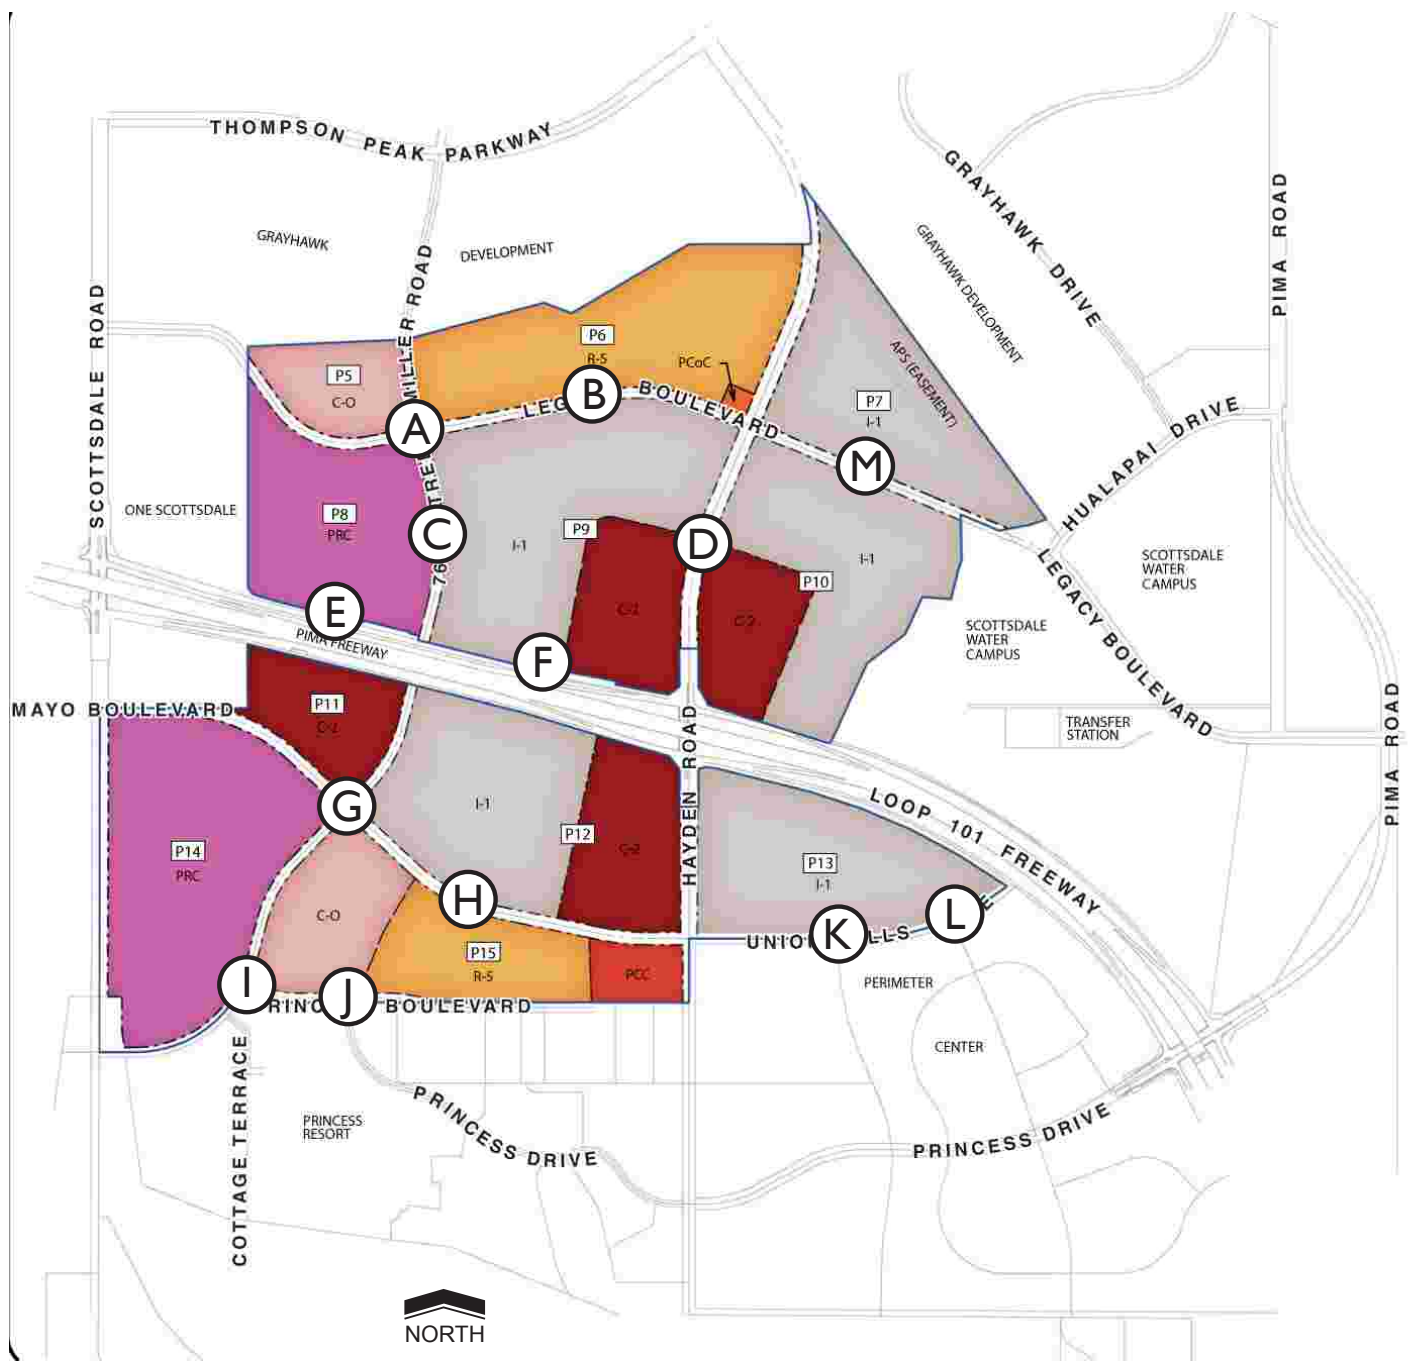 THOMPSON PEAK PARKWAY
GRAYHAWK DRIVE
PIMA ROAD
GRAYHAWK
DEVELOPMENT
MILLER ROAD
GRAYHAWK DEVELOPMENT
SCOTTSDALE ROAD
P6
R-5
PCoC
P5
C-O
B
BOULEVARD
A
APS (EASEMENT)
P7
I-1
M
HUALAPAI DRIVE
ONE SCOTTSDALE
P8
PRC
C
P9
I-1
D
I-1
P10
SCOTTSDALE
WATER
CAMPUS
LEGACY BOULEVARD
E
C-2
C-2
SCOTTSDALE
WATER
CAMPUS
PIMA FREEWAY
F
MAYO BOULEVARD
P11
C-2
HAYDEN ROAD
TRANSFER
STATION
PIMA ROAD
G
I-1
P12
C-2
LOOP 101 FREEWAY
P14
PRC
P13
I-1
C-O
H
L
K
P15
R-5
PCC
I
J
BOULEVARD
PERIMETER
CENTER
COTTAGE TERRACE
PRINCESS
RESORT
PRINCESS DRIVE
PRINCESS DRIVE
NORTH